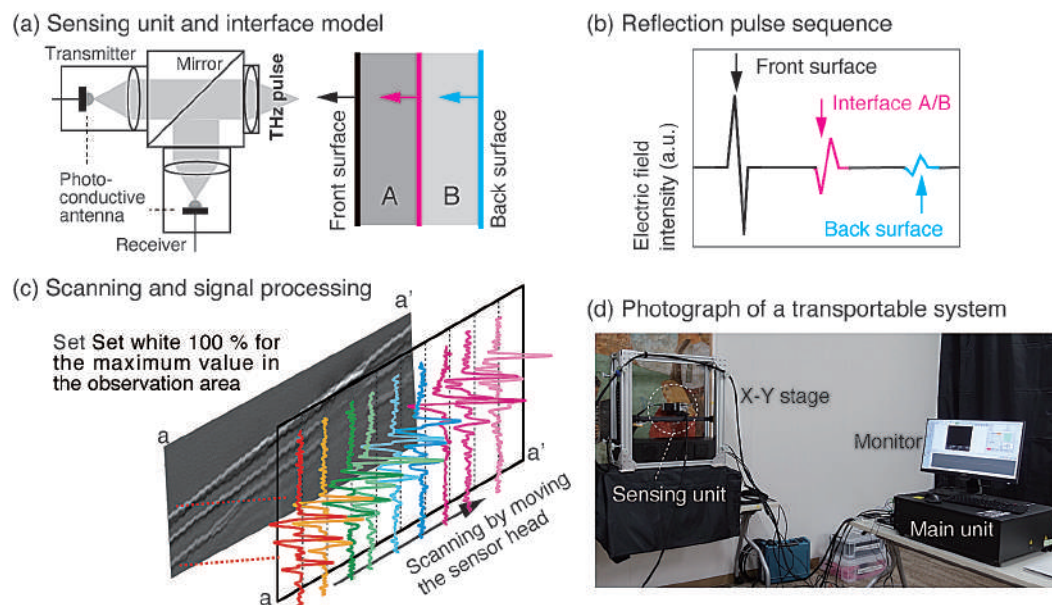 (a) Sensing unit and interface model
Transmitter
Mirror
THz pulse
Photo-
conductive
antenna
Receiver
Front surface
A
B
Back surface
(b) Reflection pulse sequence
Front surface
Interface A/B
Back surface
Electric field
intensity (a.u.)
(c) Scanning and signal processing
Set Set white 100 % for
the maximum value in
the observation area
a
a'
a
a'
Scanning by moving
the sensor head
(d) Photograph of a transportable system
X-Y stage
Monitor
Sensing unit
Main unit